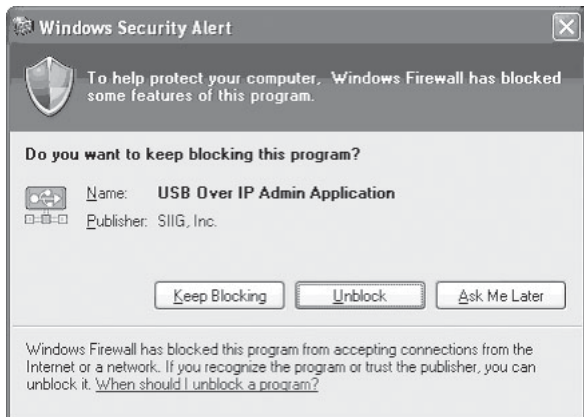 Windows Security Alert
To help protect your computer, Windows Firewall has blocked
some features of this program.
Do you want to keep blocking this program?
Name: USB Over IP Admin Application
Publisher: SIIG, Inc.
Keep Blocking Unblock Ask Me Later
Windows Firewall has blocked this program from accepting connections from the
Internet or a network. If you recognize the program or trust the publisher, you can
unblock it. When should I unblock a program?